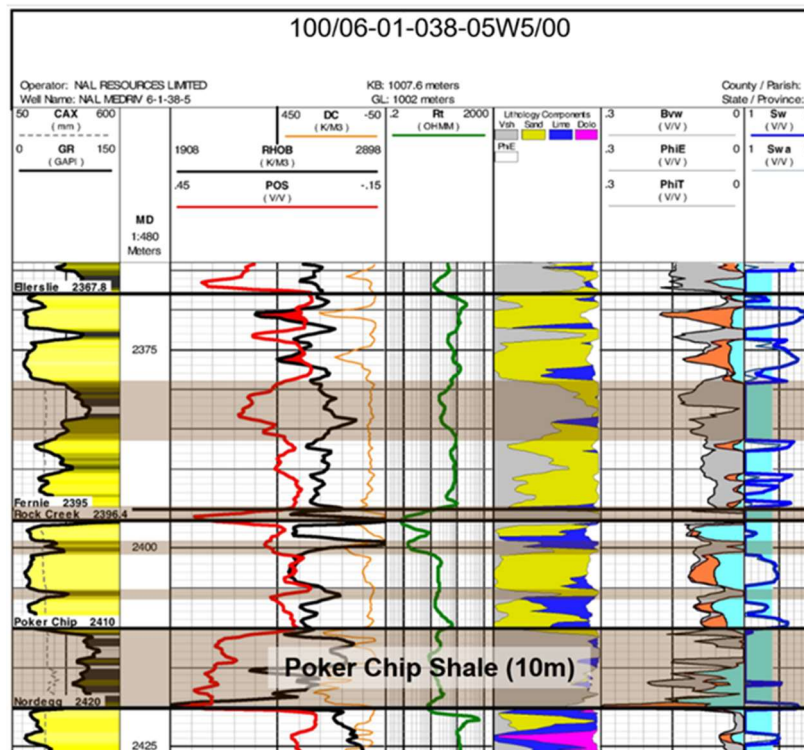 100/06-01-038-05W5/00
Operator: NAL RESOURCES LIMITED KB: 1007.6 meters County / Parish:
Well Name: NAL MEDRIV 6-1-38-5 GL: 1002 meters State / Province:
50 CAX 600 450 DC -50 .2 Rt 2000 Lithology Components .3 Bvw 0 1 Sw
(mm) (K/M3) (OHMM) Vsh Sand Lime Dolo (V/V) (V/V)
0 GR 150 1908 RHOB 2898 PhiE .3 PhiE 0 1 Swa
(GAPI) (K/M3) (V/V) (V/V)
.45 POS -.15 .3 PhiT 0
(V/V) (V/V)
MD
1:480
Meters
Ellerslie 2367.8
2375
Fernie 2395
Rock Creek 2396.4
2400
Poker Chip 2410
Poker Chip Shale (10m)
Nordegg 2420
2425